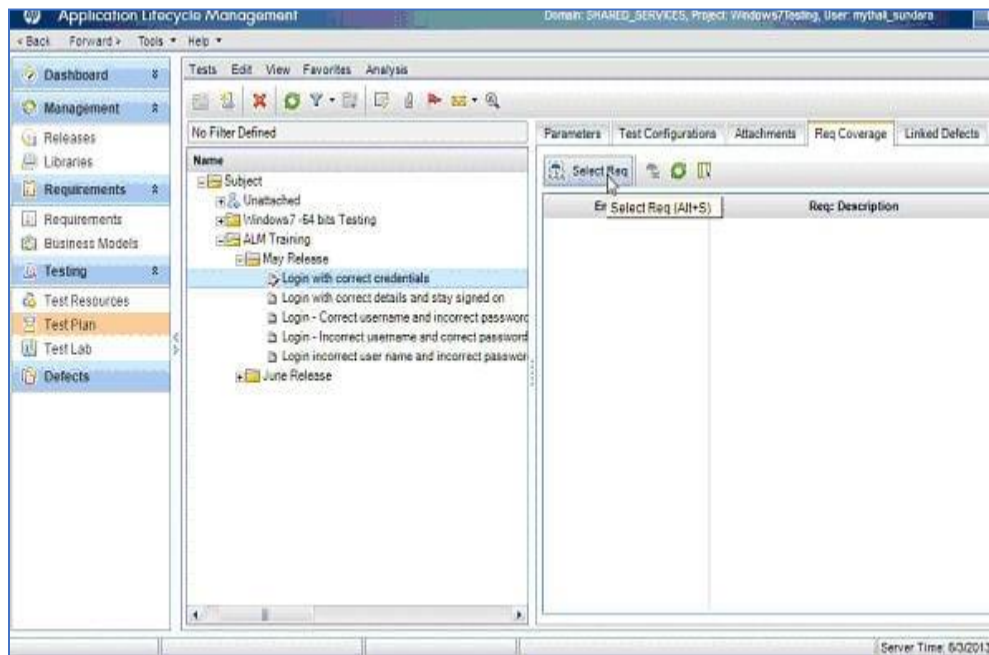 hp Application Lifecycle Management
Domain: SHARED_SERVICES, Project: Windows7Testing, User: mythali_sundara
<Back Forward> Tools Help
Dashboard
Management
Releases
Libraries
Requirements
Requirements
Business Models
Testing
Test Resources
Test Plan
Test Lab
Defects
Tests Edit View Favorites Analysis
No Filter Defined
Name
Subject
Unattached
Windows7 -64 bits Testing
ALM Training
May Release
Login with correct credentials
Login with correct details and stay signed on
Login - Correct username and incorrect password
Login - Incorrect username and correct password
Login incorrect user name and incorrect passwor
June Release
Parameters Test Configurations Attachments Req Coverage Linked Defects
Select Req
Select Req (Alt+S)
Req: Description
Server Time: 6/3/2013